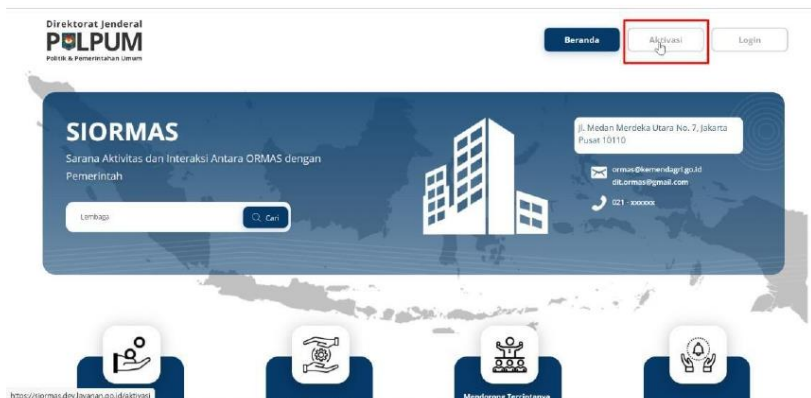 Direktorat Jenderal
POLPUM
Politik & Pemerintahan Umum
Beranda
Aktivasi
Login
SIORMAS
Sarana Aktivitas dan Interaksi Antara ORMAS dengan
Pemerintah
Lembaga
Cari
Jl. Medan Merdeka Utara No. 7, Jakarta
Pusat 10110
ormas@kemendagri.go.id
dit.ormas@gmail.com
021 - xxxxxx
Mendorong Terciptanya
https://siormas.dev.layanan.go.id/aktivasi